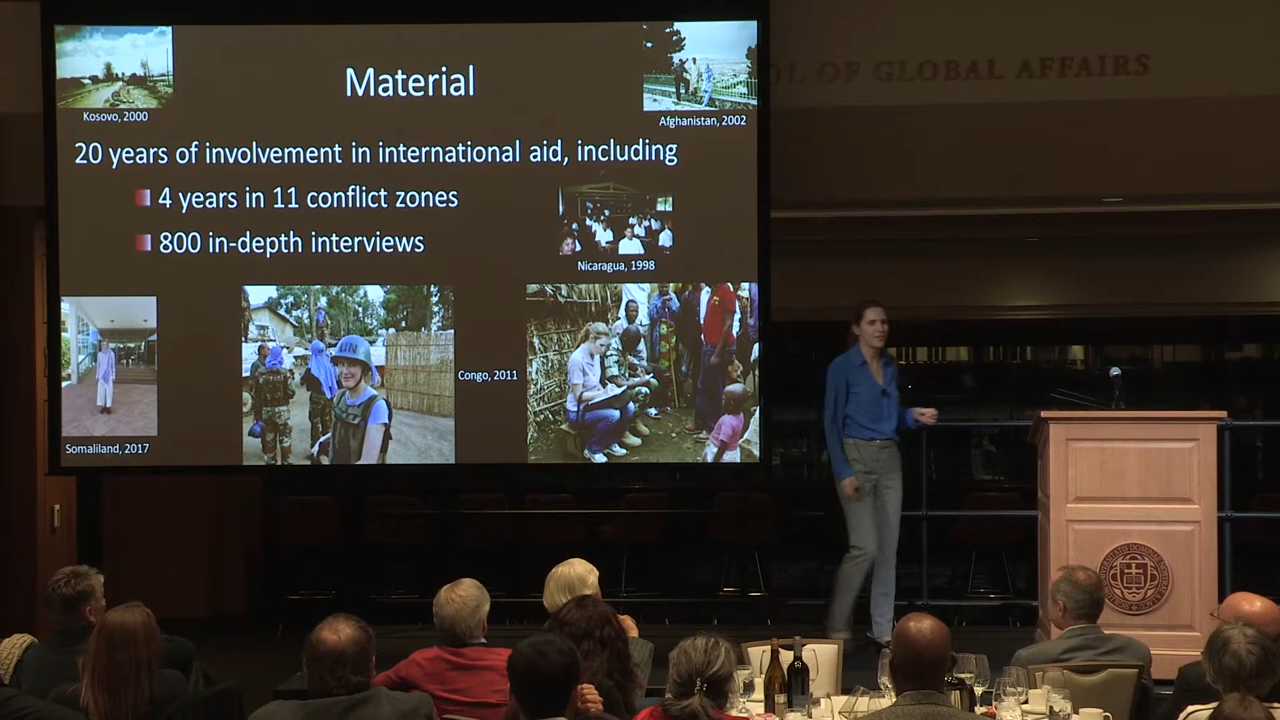 Material
Kosovo, 2000
Afghanistan, 2002
20 years of involvement in international aid, including
4 years in 11 conflict zones
800 in-depth interviews
Nicaragua, 1998
Congo, 2011
Somaliland, 2017
UN
OL OF GLOBAL AFFAIRS